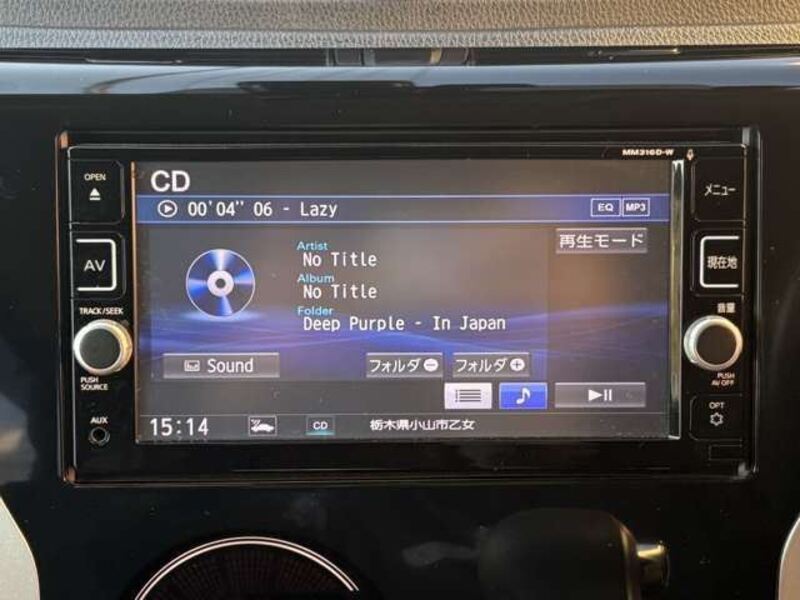 MM316D-W
OPEN
CD
メニュー
00'04" 06 - Lazy
EQ
MP3
再生モード
AV
Artist
No Title
現在地
Album
No Title
TRACK/SEEK
音量
Folder
Deep Purple - In Japan
Sound
フォルダ
フォルダ
PUSH
SOURCE
PUSH
AV OFF
OPT
AUX
15:14
CD
栃木県小山市乙女